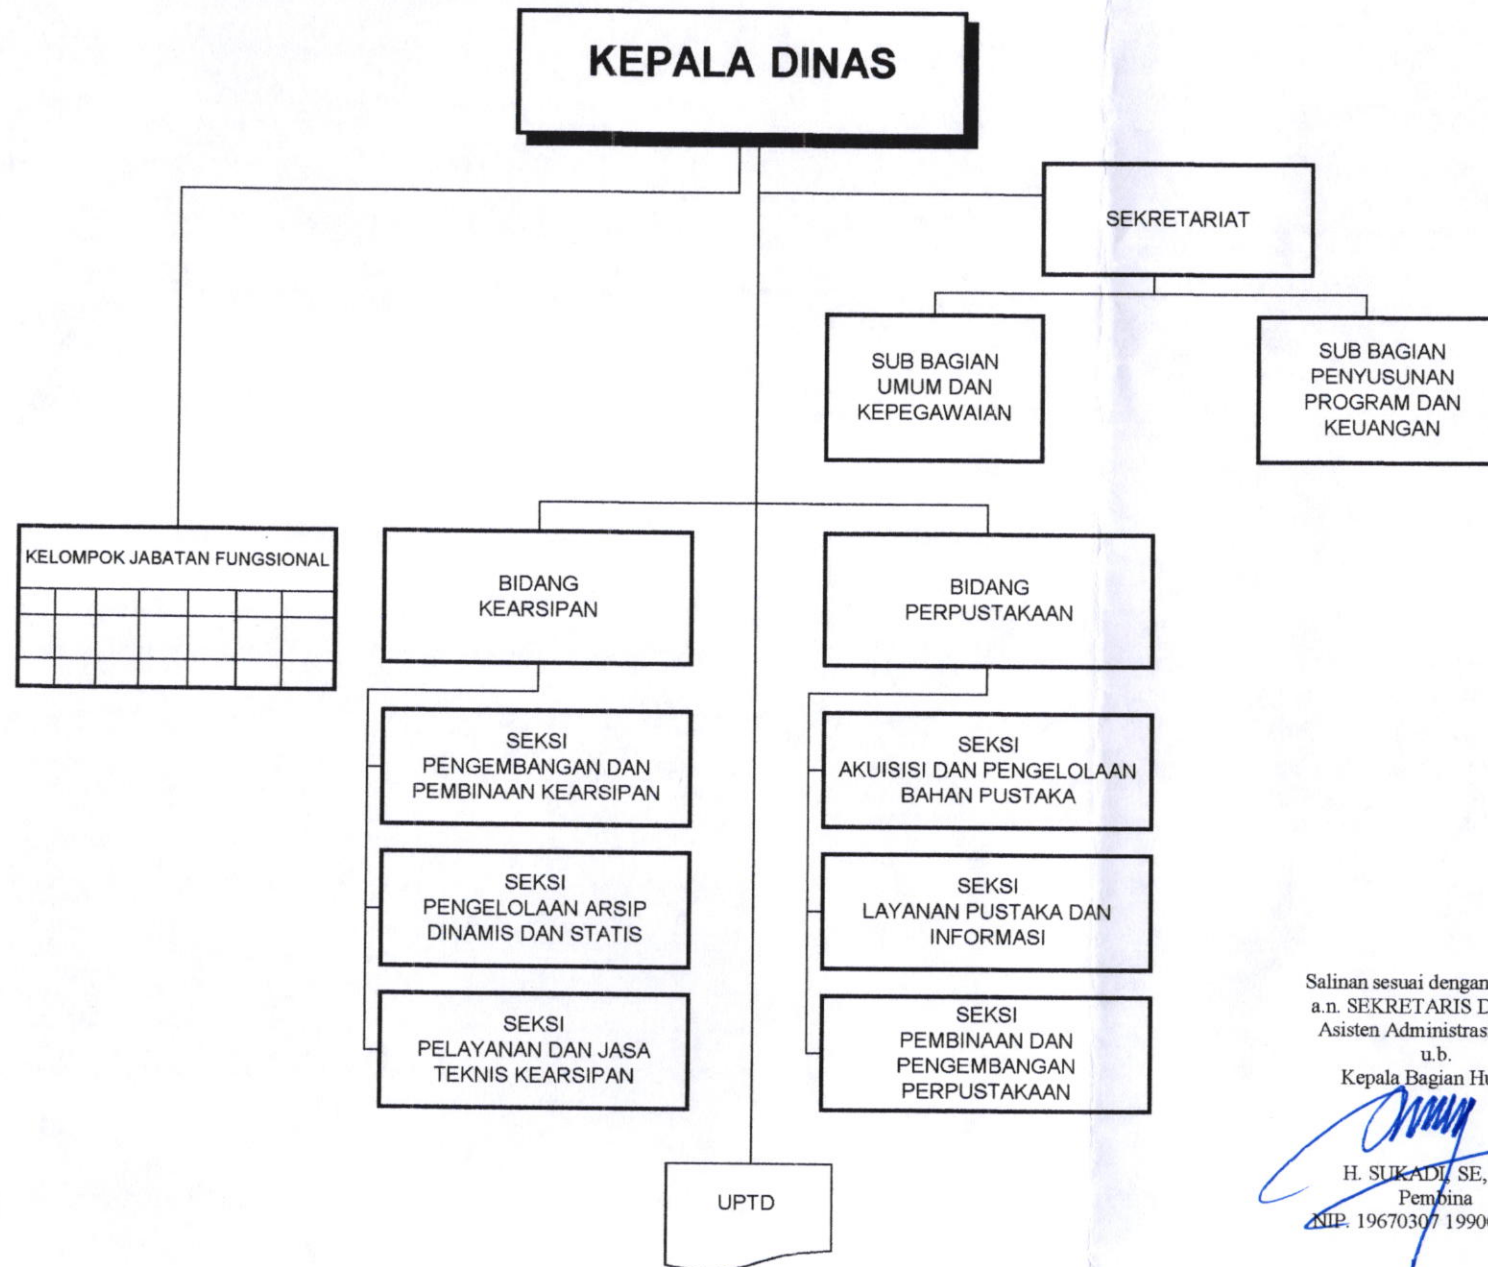 KEPALA DINAS
SEKRETARIAT
SUB BAGIAN
UMUM DAN
KEPEGAWAIAN
SUB BAGIAN
PENYUSUNAN
PROGRAM DAN
KEUANGAN
KELOMPOK JABATAN FUNGSIONAL
BIDANG
KEARSIPAN
BIDANG
PERPUSTAKAAN
SEKSI
PENGEMBANGAN DAN
PEMBINAAN KEARSIPAN
SEKSI
PENGELOLAAN ARSIP
DINAMIS DAN STATIS
SEKSI
PELAYANAN DAN JASA
TEKNIS KEARSIPAN
SEKSI
AKUISISI DAN PENGELOLAAN
BAHAN PUSTAKA
SEKSI
LAYANAN PUSTAKA DAN
INFORMASI
SEKSI
PEMBINAAN DAN
PENGEMBANGAN
PERPUSTAKAAN
UPTD
Salinan sesuai dengan
a.n. SEKRETARIS D
Asisten Administras
u.b.
Kepala Bagian Hu
H. SUKADI, SE,
Pembina
NIP. 19670307 1990